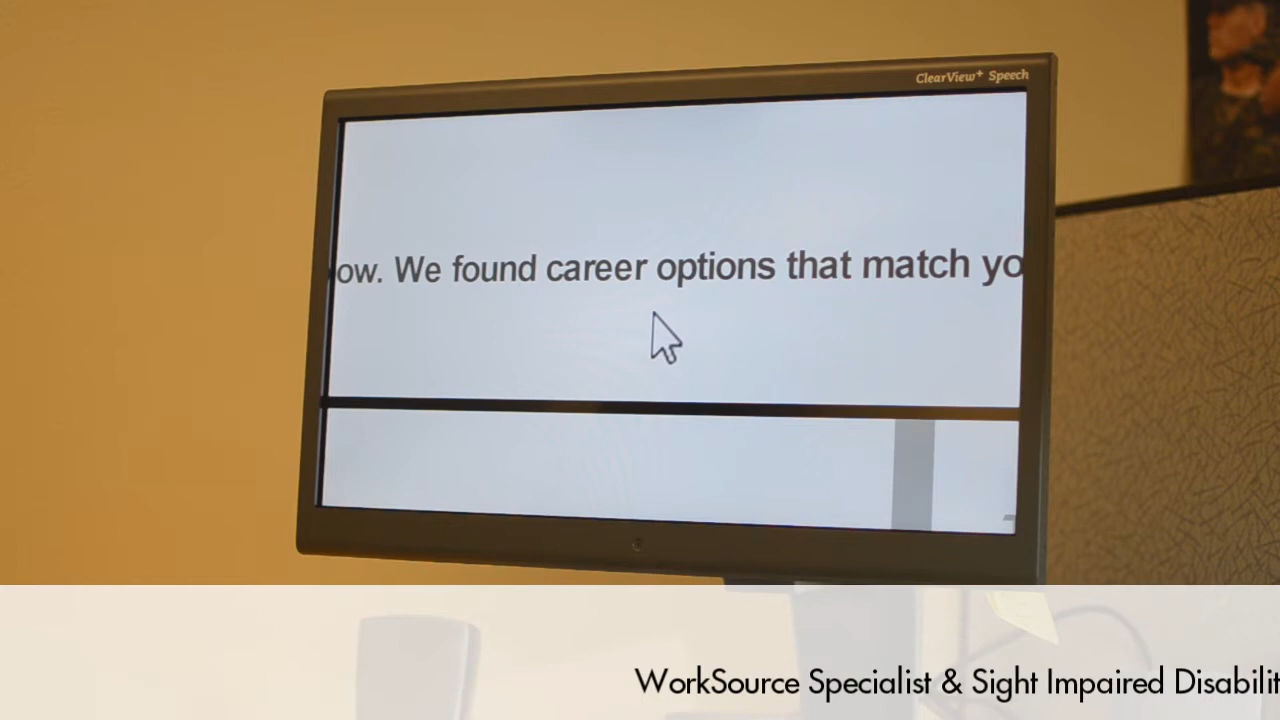 ClearView+ Speech
ow. We found career options that match yo
WorkSource Specialist & Sight Impaired Disabilit